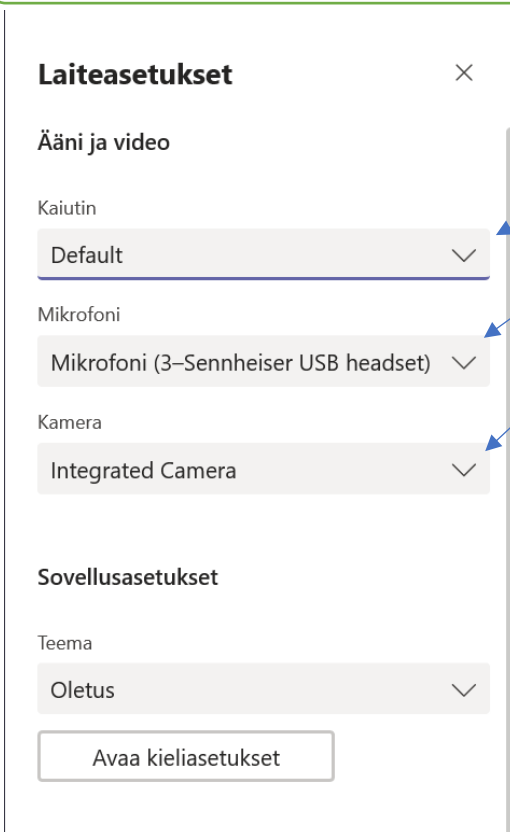 Laiteasetukset
Ääni ja video
Kaiutin
Default
Mikrofoni
Mikrofoni (3–Sennheiser USB headset)
Kamera
Integrated Camera
Sovellusasetukset
Teema
Oletus
Avaa kieliasetukset